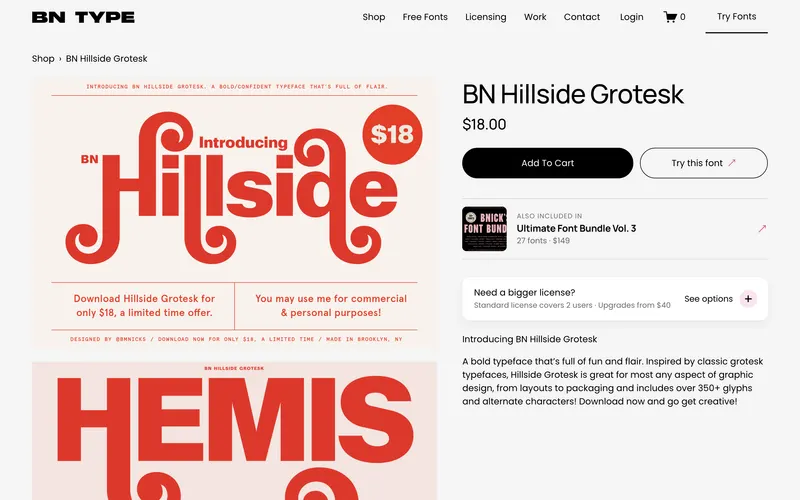 BN TYPE
Shop Free Fonts Licensing Work Contact Login 0 Try Fonts
Shop › BN Hillside Grotesk
INTRODUCING BN HILLSIDE GROTESK. A BOLD/CONFIDENT TYPEFACE THAT'S FULL OF FLAIR.
$18
Introducing
BN
Hillside
Download Hillside Grotesk for
only $18, a limited time offer.
You may use me for commercial
& personal purposes!
DESIGNED BY @BMNICKS / DOWNLOAD NOW FOR ONLY $18, A LIMITED TIME / MADE IN BROOKLYN, NY
BN HILLSIDE GROTESK
HEMIS
BN Hillside Grotesk
$18.00
Add To Cart
Try this font ↗
BNICK'S
FONT BUND
ALSO INCLUDED IN
Ultimate Font Bundle Vol. 3
27 fonts · $149
↗
Need a bigger license?
Standard license covers 2 users · Upgrades from $40
See options +
Introducing BN Hillside Grotesk
A bold typeface that's full of fun and flair. Inspired by classic grotesk
typefaces, Hillside Grotesk is great for most any aspect of graphic
design, from layouts to packaging and includes over 350+ glyphs
and alternate characters! Download now and go get creative!